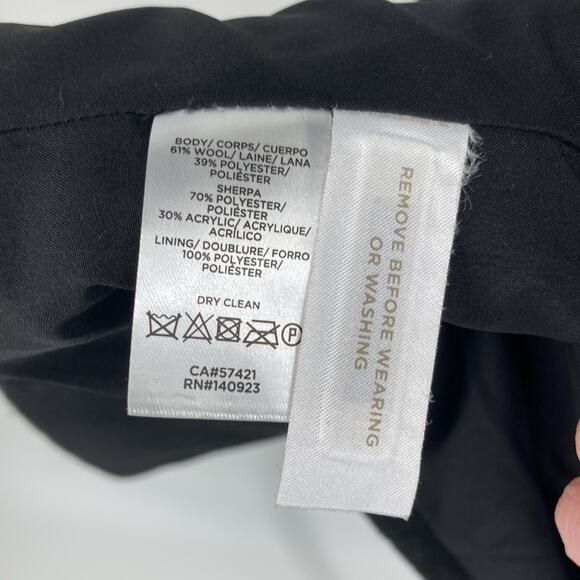 BODY/ CORPS/ CUERPO
61% WOOL/ LAINE/ LANA
39% POLYESTER/
POLIÉSTER
SHERPA
70% POLYESTER/
POLIÉSTER
30% ACRYLIC/ ACRYLIQUE/
ACRÍLICO
LINING/ DOUBLURE/ FORRO
100% POLYESTER/
POLIÉSTER
DRY CLEAN
P
CA#57421
RN#140923
REMOVE BEFORE WEARING
OR WASHING